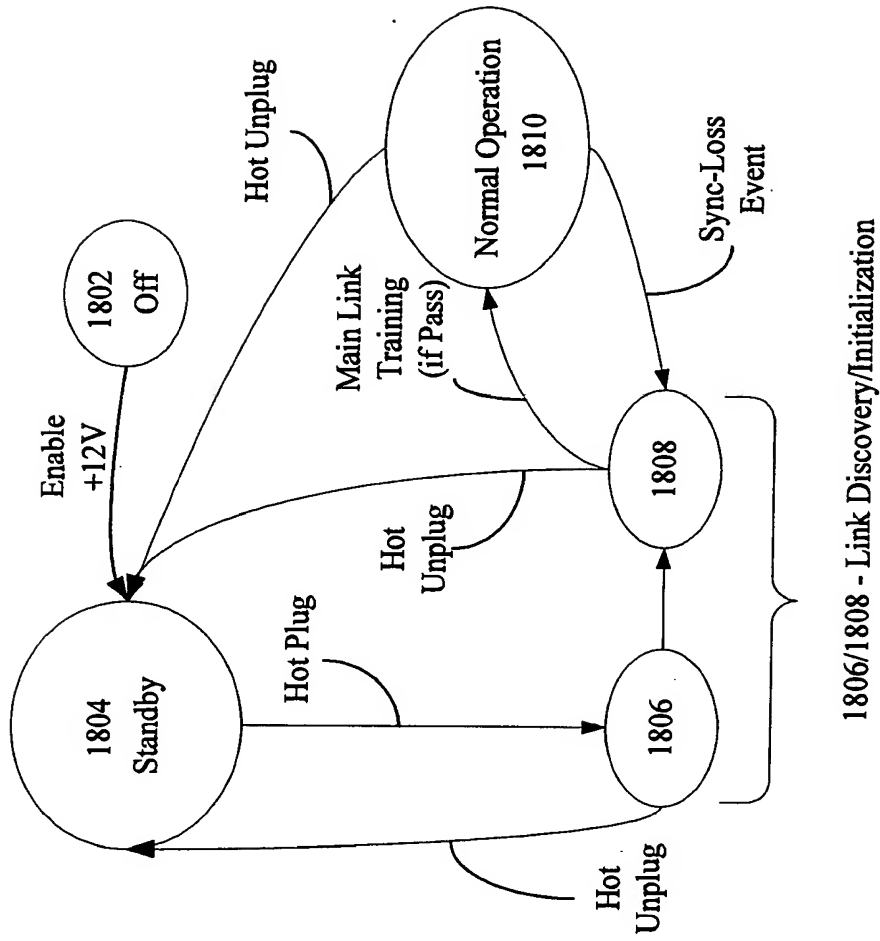 1802
Off
Enable
+12V
1804
Standby
Hot Unplug
Normal Operation
1810
Main Link
Training
(if Pass)
Hot
Unplug
Hot Plug
Sync-Loss
Event
1808
1806
Hot
Unplug
1806/1808 - Link Discovery/Initialization